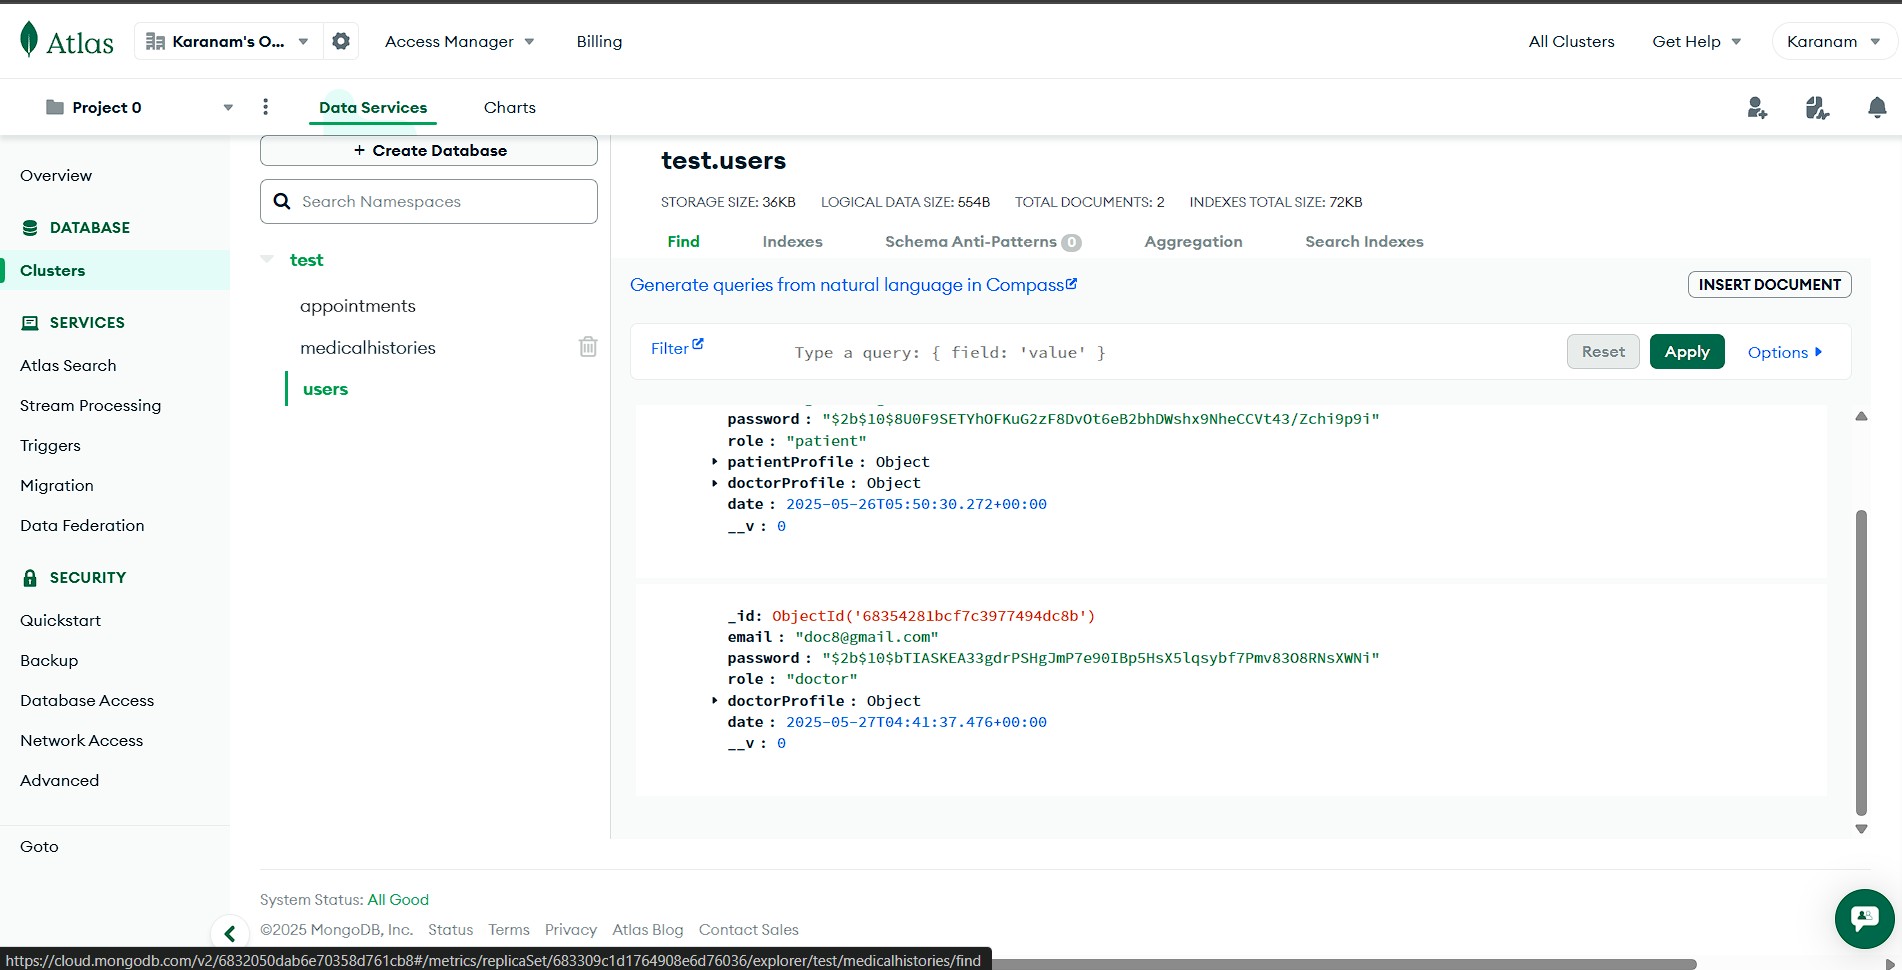 Atlas
Karanam's O...
Access Manager
Billing
All Clusters
Get Help
Karanam
Project 0
Data Services
Charts
Overview
DATABASE
Clusters
SERVICES
Atlas Search
Stream Processing
Triggers
Migration
Data Federation
SECURITY
Quickstart
Backup
Database Access
Network Access
Advanced
Goto
+ Create Database
Search Namespaces
test
appointments
medicalhistories
users
test.users
STORAGE SIZE: 36KB LOGICAL DATA SIZE: 554B TOTAL DOCUMENTS: 2 INDEXES TOTAL SIZE: 72KB
Find Indexes Schema Anti-Patterns 0 Aggregation Search Indexes
Generate queries from natural language in Compass
INSERT DOCUMENT
Filter
Type a query: { field: 'value' }
Reset
Apply
Options
password : "$2b$10$8U0F9SETYhOFKuG2zF8DvOt6eB2bhDWshx9NheCCVt43/Zchi9p9i"
role : "patient"
patientProfile : Object
doctorProfile : Object
date : 2025-05-26T05:50:30.272+00:00
__v : 0
_id: ObjectId('68354281bcf7c3977494dc8b')
email : "doc8@gmail.com"
password : "$2b$10$bTIASKEA33gdrPSHgJmP7e90IBp5HsX5lqsybf7Pmv83O8RNsXWNi"
role : "doctor"
doctorProfile : Object
date : 2025-05-27T04:41:37.476+00:00
__v : 0
System Status: All Good
©2025 MongoDB, Inc. Status Terms Privacy Atlas Blog Contact Sales
https://cloud.mongodb.com/v2/6832050dab6e70358d761cb8#/metrics/replicaSet/683309c1d1764908e6d76036/explorer/test/medicalhistories/find